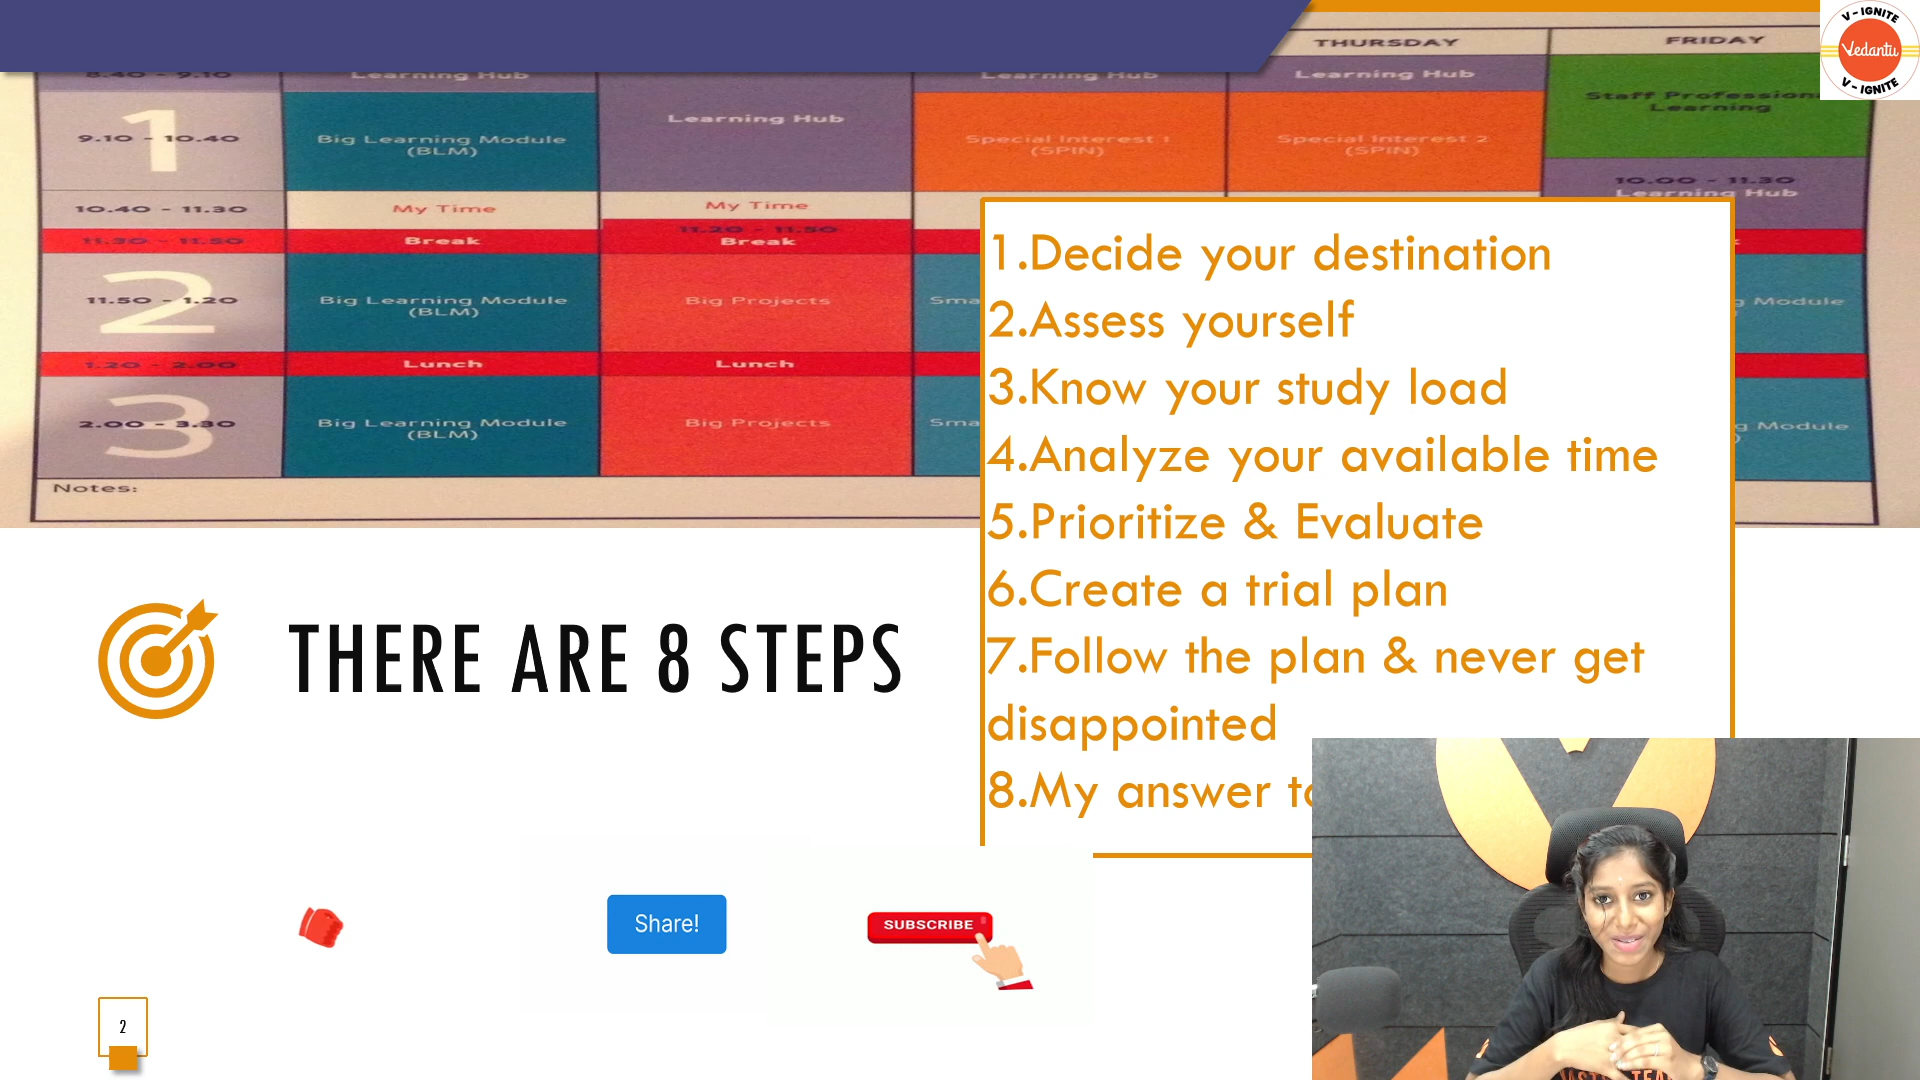 THURSDAY
FRIDAY
V-IGNITE
Vedantu
V-IGNITE
8.40 - 9.10
Learning Hub
Learning Hub
Learning Hub
Staff Profession
Learning
1
9.10 - 10.40
Big Learning Module
(BLM)
Learning Hub
Special Interest 1
(SPIN)
Special Interest 2
(SPIN)
10.00 - 11.30
Learning Hub
10.40 - 11.30
My Time
My Time
11.30 - 11.50
Break
11.20 - 11.50
Break
2
11.50 - 1.20
Big Learning Module
(BLM)
Big Projects
Sma
g Module
1.20 - 2.00
Lunch
Lunch
3
2.00 - 3.30
Big Learning Module
(BLM)
Big Projects
Sma
g Module
Notes:
1.Decide your destination
2.Assess yourself
3.Know your study load
4.Analyze your available time
5.Prioritize & Evaluate
6.Create a trial plan
7.Follow the plan & never get
disappointed
8.My answer to
THERE ARE 8 STEPS
Share!
SUBSCRIBE
2